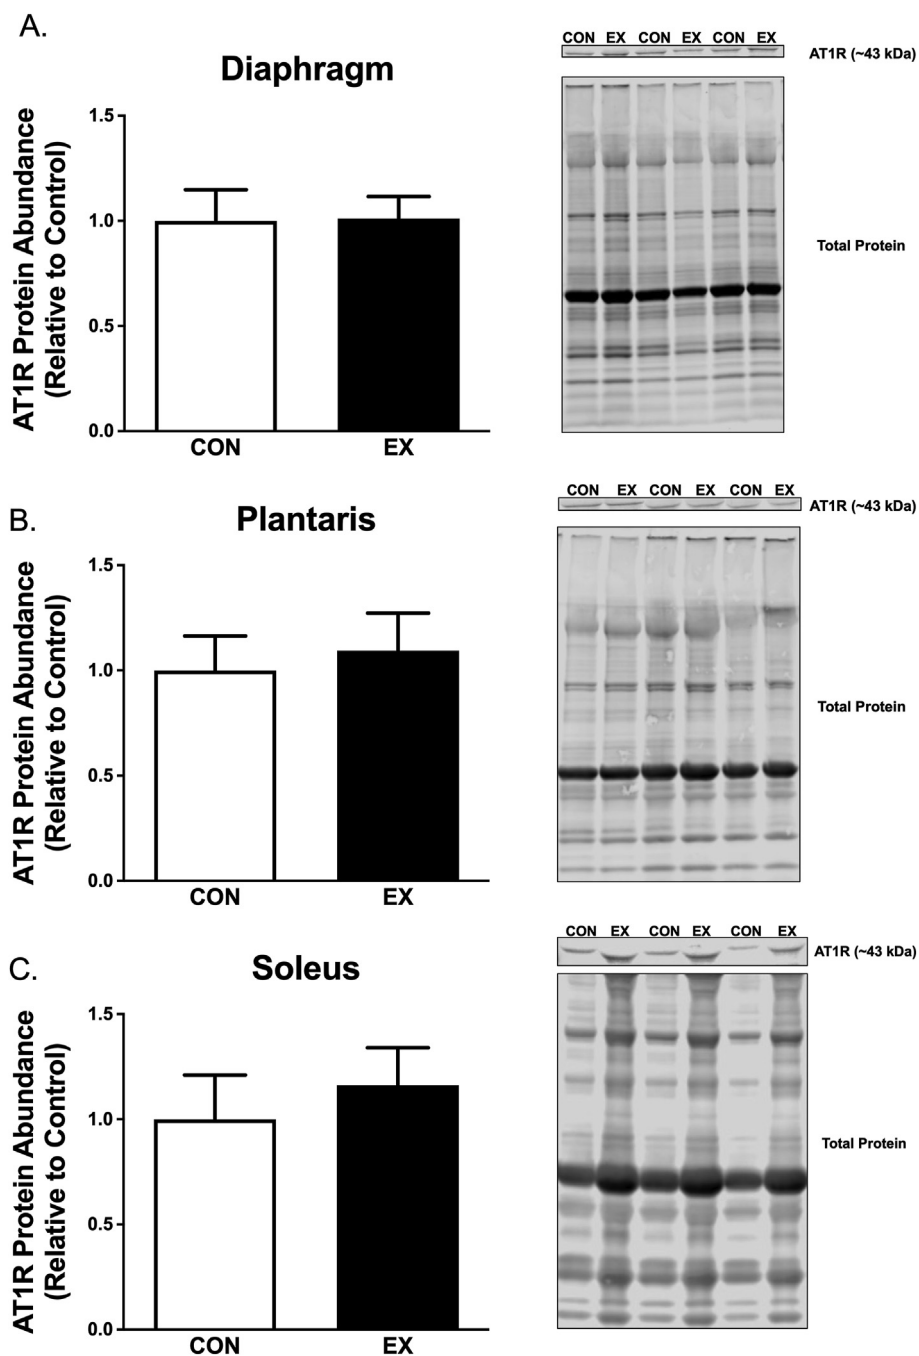 A.
Diaphragm
AT1R Protein Abundance
(Relative to Control)
1.5
1.0
0.5
0.0
CON EX
CON EX CON EX CON EX
AT1R (~43 kDa)
Total Protein
B.
Plantaris
AT1R Protein Abundance
(Relative to Control)
1.5
1.0
0.5
0.0
CON EX
CON EX CON EX CON EX
AT1R (~43 kDa)
Total Protein
C.
Soleus
AT1R Protein Abundance
(Relative to Control)
1.5
1.0
0.5
0.0
CON EX
CON EX CON EX CON EX
AT1R (~43 kDa)
Total Protein